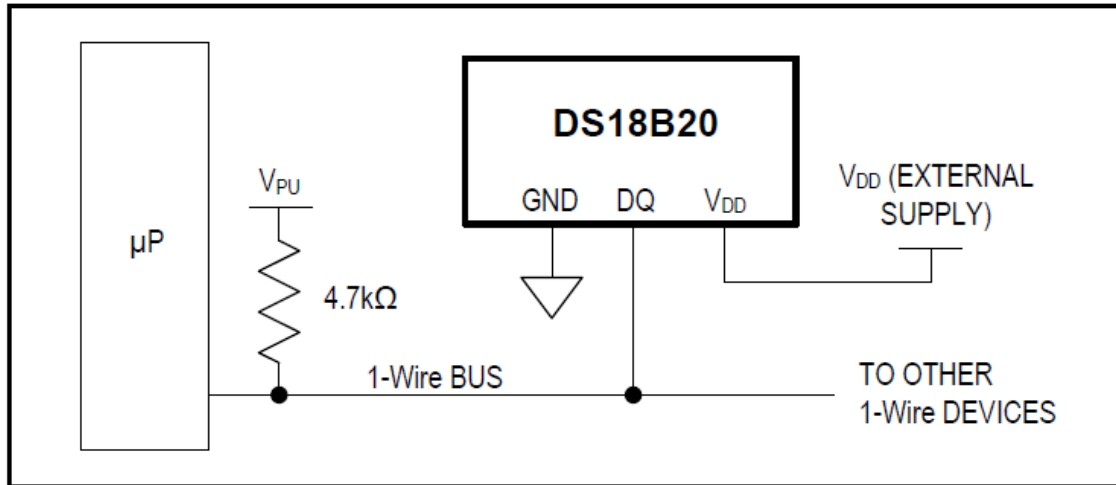 DS18B20
GND DQ VDD
VDD (EXTERNAL
SUPPLY)
VPU
µP
4.7kΩ
1-Wire BUS
TO OTHER
1-Wire DEVICES